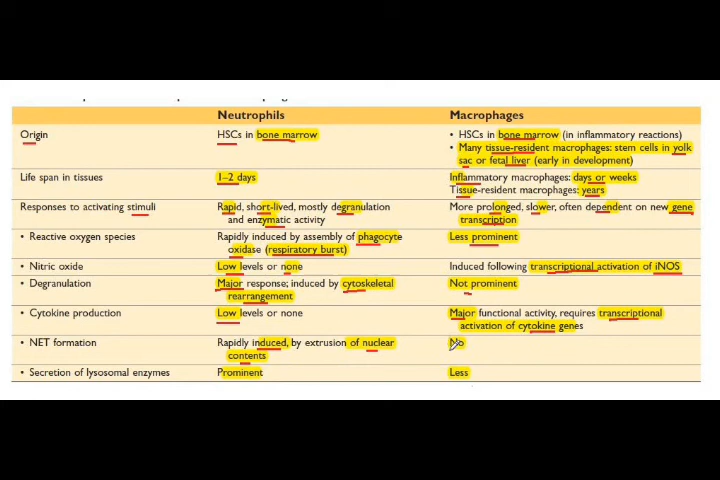 Neutrophils Macrophages
Origin HSCs in bone marrow • HSCs in bone marrow (in inflammatory reactions)
• Many tissue-resident macrophages: stem cells in yolk
sac or fetal liver (early in development)
Life span in tissues 1–2 days Inflammatory macrophages: days or weeks
Tissue-resident macrophages: years
Responses to activating stimuli Rapid, short-lived, mostly degranulation More prolonged, slower, often dependent on new gene
and enzymatic activity transcription
• Reactive oxygen species Rapidly induced by assembly of phagocyte Less prominent
oxidase (respiratory burst)
• Nitric oxide Low levels or none Induced following transcriptional activation of iNOS
• Degranulation Major response; induced by cytoskeletal Not prominent
rearrangement
• Cytokine production Low levels or none Major functional activity, requires transcriptional
activation of cytokine genes
• NET formation Rapidly induced, by extrusion of nuclear No
contents
• Secretion of lysosomal enzymes Prominent Less